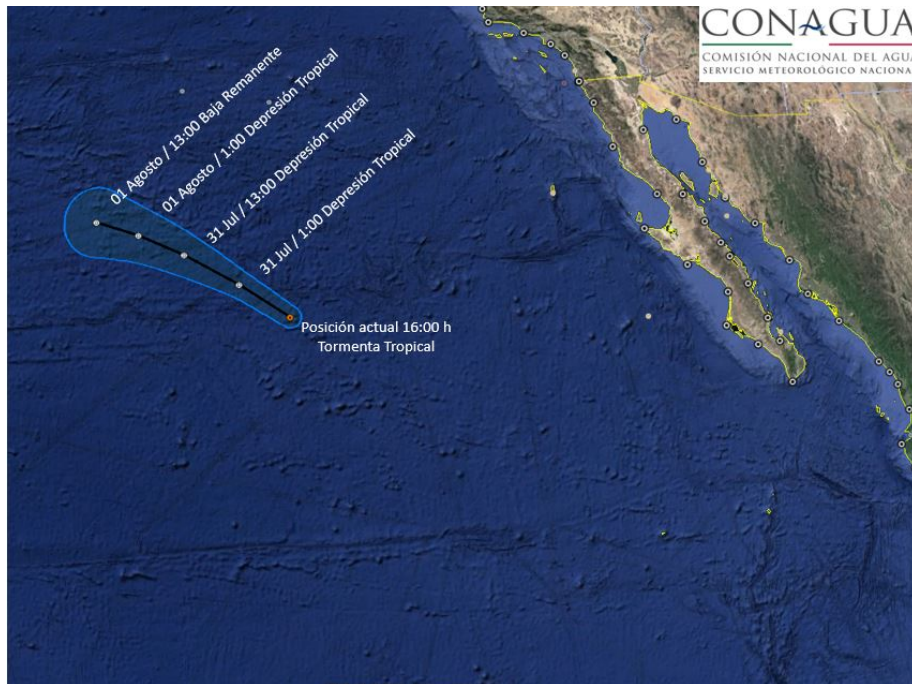 CONAGUA
COMISIÓN NACIONAL DEL AGUA
SERVICIO METEOROLÓGICO NACIONAL
01 Agosto / 13:00 Baja Remanente
01 Agosto / 1:00 Depresión Tropical
31 Jul / 13:00 Depresión Tropical
31 Jul / 1:00 Depresión Tropical
Posición actual 16:00 h
Tormenta Tropical